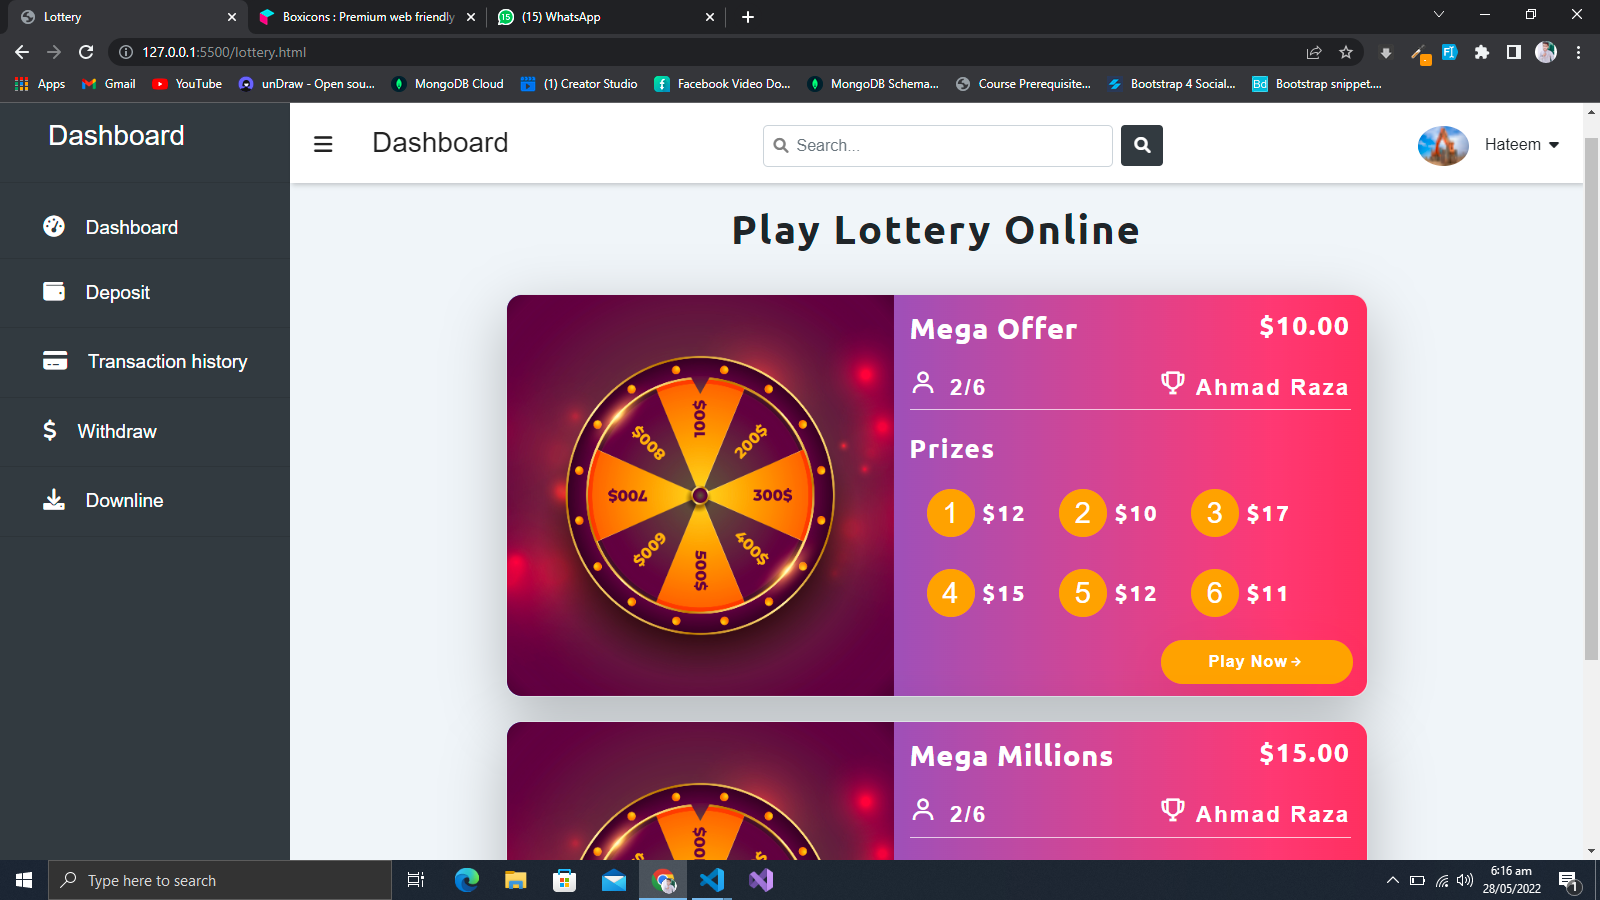 Lottery
Boxicons : Premium web friendly
(15) WhatsApp
127.0.0.1:5500/lottery.html
Apps
Gmail
YouTube
unDraw - Open sou...
MongoDB Cloud
(1) Creator Studio
Facebook Video Do...
MongoDB Schema...
Course Prerequisite...
Bootstrap 4 Social...
Bd Bootstrap snippet....
Dashboard
Dashboard
Search...
Hateem
Dashboard
Deposit
Transaction history
Withdraw
Downline
Play Lottery Online
100$
200$
300$
400$
500$
600$
700$
800$
Mega Offer
$10.00
2/6
Ahmad Raza
Prizes
1 $12
2 $10
3 $17
4 $15
5 $12
6 $11
Play Now
Mega Millions
$15.00
2/6
Ahmad Raza
Type here to search
6:16 am
28/05/2022
1